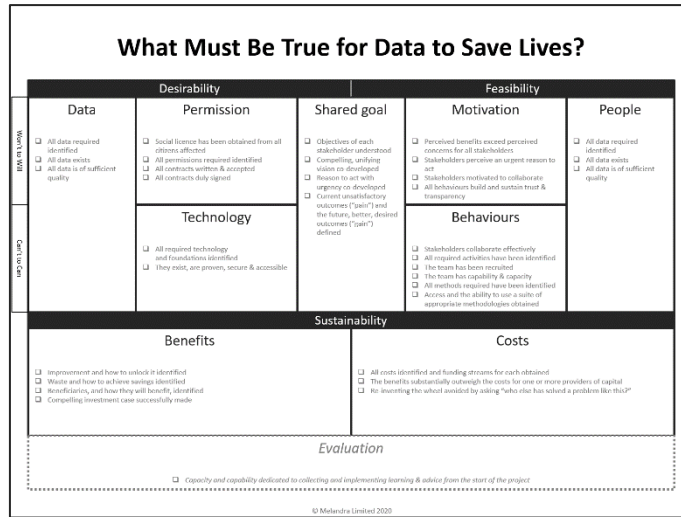 What Must Be True for Data to Save Lives?
Desirability
Feasibility
Won't to Will
Can't to Can
Data
❑ All data required
identified
❑ All data exists
❑ All data is of sufficient
quality
Permission
❑ Social licence has been obtained from all
citizens affected
❑ All permissions required identified
❑ All contracts written & accepted
❑ All contracts duly signed
Technology
❑ All required technology
and foundations identified
❑ They exist, are proven, secure & accessible
Shared goal
❑ Objectives of each
stakeholder understood
❑ Compelling, unifying
vision co-developed
❑ Reason to act with
urgency co-developed
❑ Current unsatisfactory
outcomes ("pain") and
the future, better, desired
outcomes ("gain")
defined
Motivation
❑ Perceived benefits exceed perceived
concerns for all stakeholders
❑ Stakeholders perceive an urgent reason to
act
❑ Stakeholders motivated to collaborate
❑ All behaviours build and sustain trust &
transparency
Behaviours
❑ Stakeholders collaborate effectively
❑ All required activities have been identified
❑ The team has been recruited
❑ The team has capability & capacity
❑ All methods required have been identified
❑ Access and the ability to use a suite of
appropriate methodologies obtained
People
❑ All data required
identified
❑ All data exists
❑ All data is of sufficient
quality
Sustainability
Benefits
❑ Improvement and how to unlock it identified
❑ Waste and how to achieve savings identified
❑ Beneficiaries, and how they will benefit, identified
❑ Compelling investment case successfully made
Costs
❑ All costs identified and funding streams for each obtained
❑ The benefits substantially outweigh the costs for one or more providers of capital
❑ Re-inventing the wheel avoided by asking "who else has solved a problem like this?"
Evaluation
❑ Capacity and capability dedicated to collecting and implementing learning & advice from the start of the project
© Melandra Limited 2020